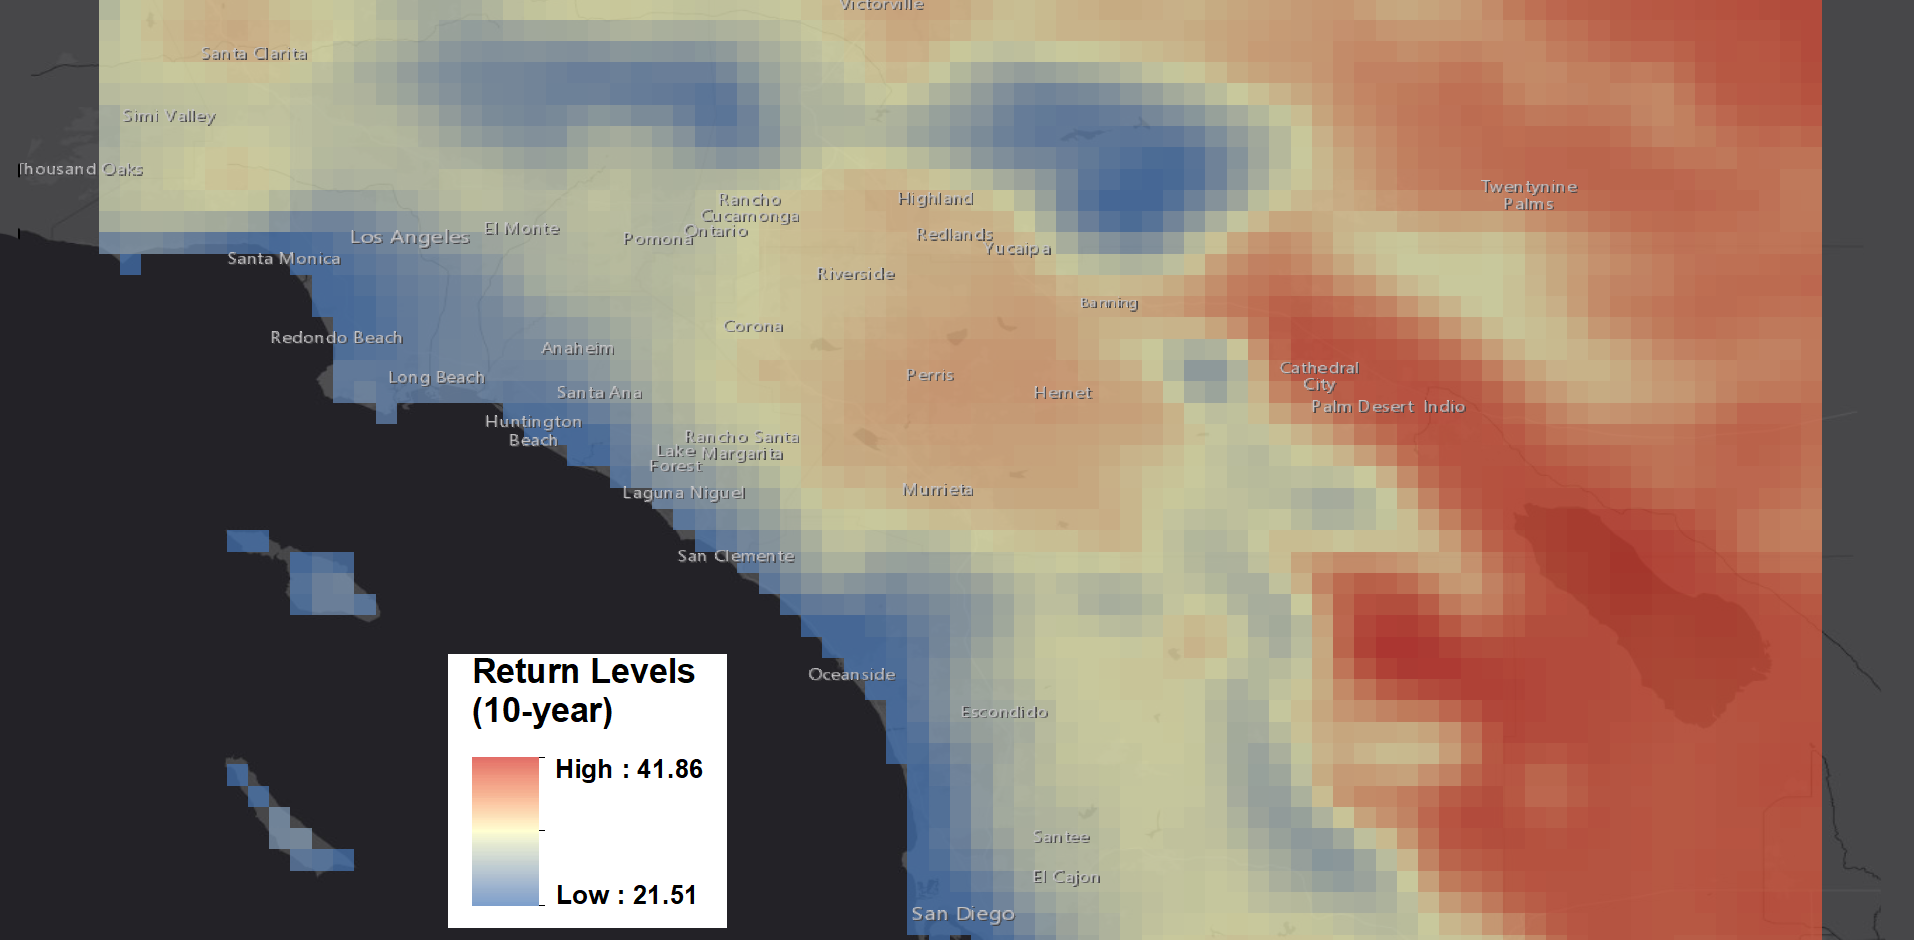 Victorville
Santa Clarita
Simi Valley
Thousand Oaks
Twentynine
Palms
Rancho
Cucamonga
Highland
Los Angeles
El Monte
Pomona
Ontario
Redlands
Yucaipa
Santa Monica
Riverside
Banning
Redondo Beach
Corona
Anaheim
Cathedral
City
Long Beach
Perris
Santa Ana
Hemet
Palm Desert
Indio
Huntington
Beach
Rancho Santa
Margarita
Lake
Forest
Laguna Niguel
Murrieta
San Clemente
Oceanside
Escondido
Return Levels
(10-year)
High : 41.86
Low : 21.51
Santee
El Cajon
San Diego